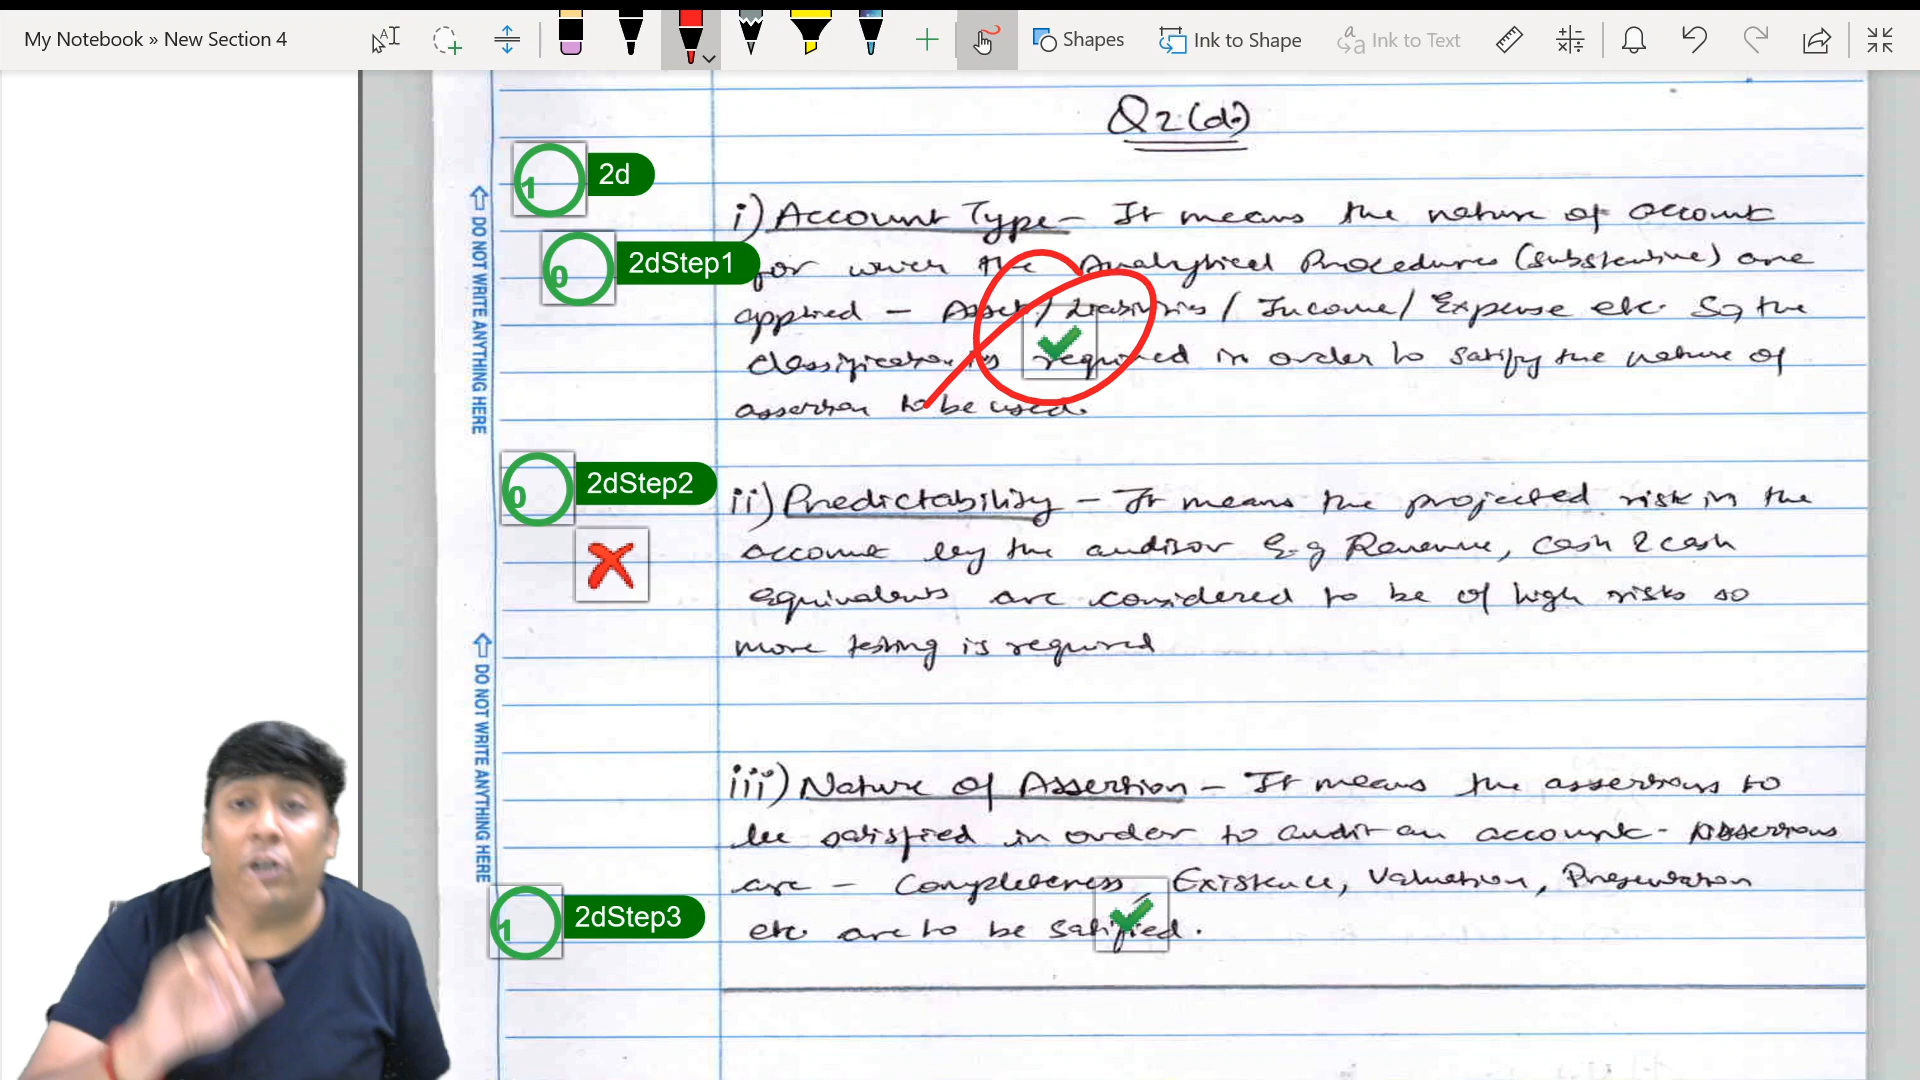 My Notebook » New Section 4
Shapes
Ink to Shape
Ink to Text
Q2(d)
1 2d
i) Account Type - It means the nature of account
0 2dStep1
for which the Analytical Procedures (substantive) are
applied - Asset / Liabilities / Income / Expense etc. So, the
classification is required in order to satisfy the nature of
assertion to be used.
0 2dStep2
ii) Predictability - It means the projected risk in the
account by the auditor E.g Revenue, cash & cash
equivalents are considered to be of high risks so
more testing is required
iii) Nature of Assertion - It means the assertions to
be satisfied in order to audit an account - Assertions
are - Completeness, Existence, Valuation, Presentation
1 2dStep3
etc are to be satisfied.
DO NOT WRITE ANYTHING HERE
DO NOT WRITE ANYTHING HERE